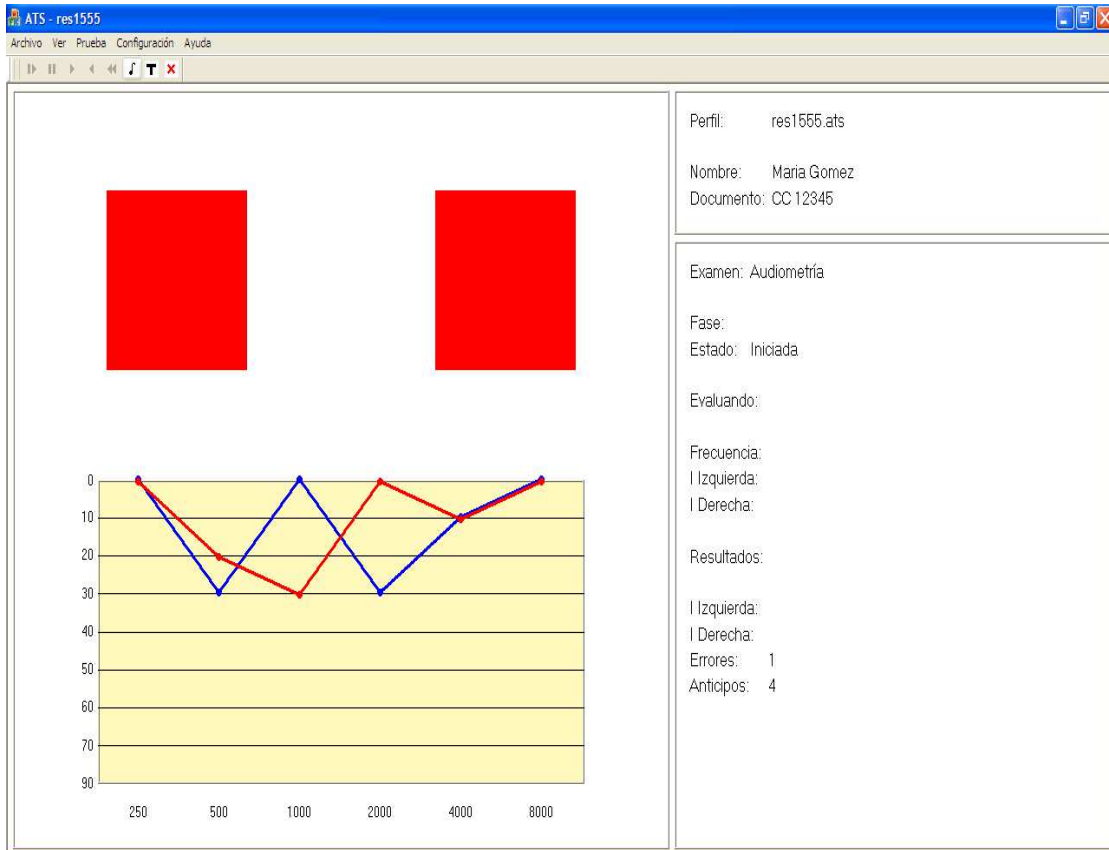 ATS - res1555
Archivo Ver Prueba Configuración Ayuda
T
Perfil: res1555.ats
Nombre: Maria Gomez
Documento: CC 12345
Examen: Audiometría
Fase:
Estado: Iniciada
Evaluando:
Frecuencia:
I Izquierda:
I Derecha:
Resultados:
I Izquierda:
I Derecha:
Errores: 1
Anticipos: 4
0
10
20
30
40
50
60
70
90
250 500 1000 2000 4000 8000